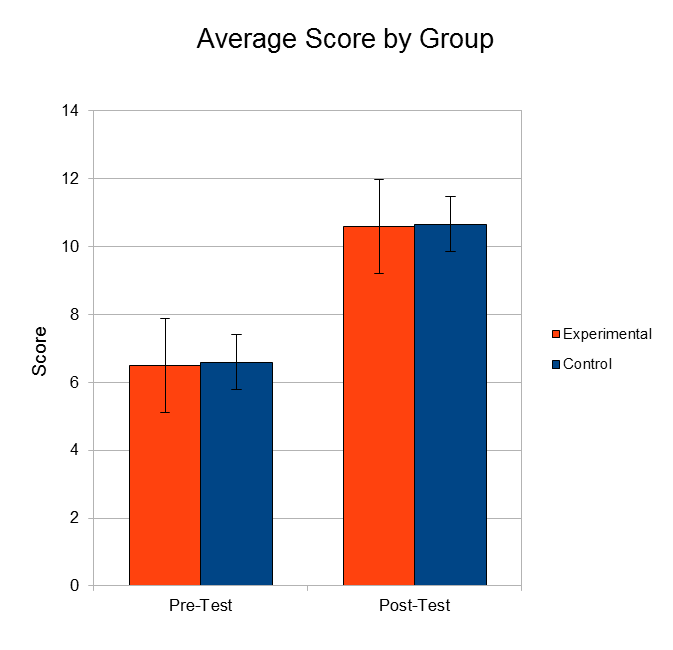 Average Score by Group
14
12
10
8
6
4
2
0
Score
Pre-Test
Post-Test
Experimental
Control